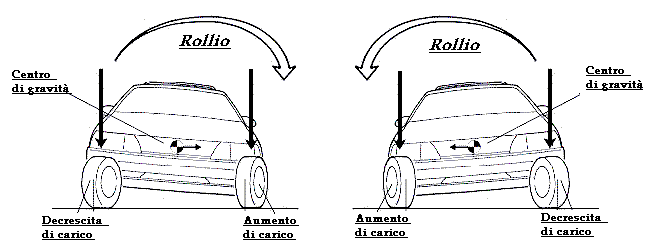 Rollio
Centro
di gravità
Decrescita
di carico
Aumento
di carico
Rollio
Centro
di gravità
Aumento
di carico
Decrescita
di carico